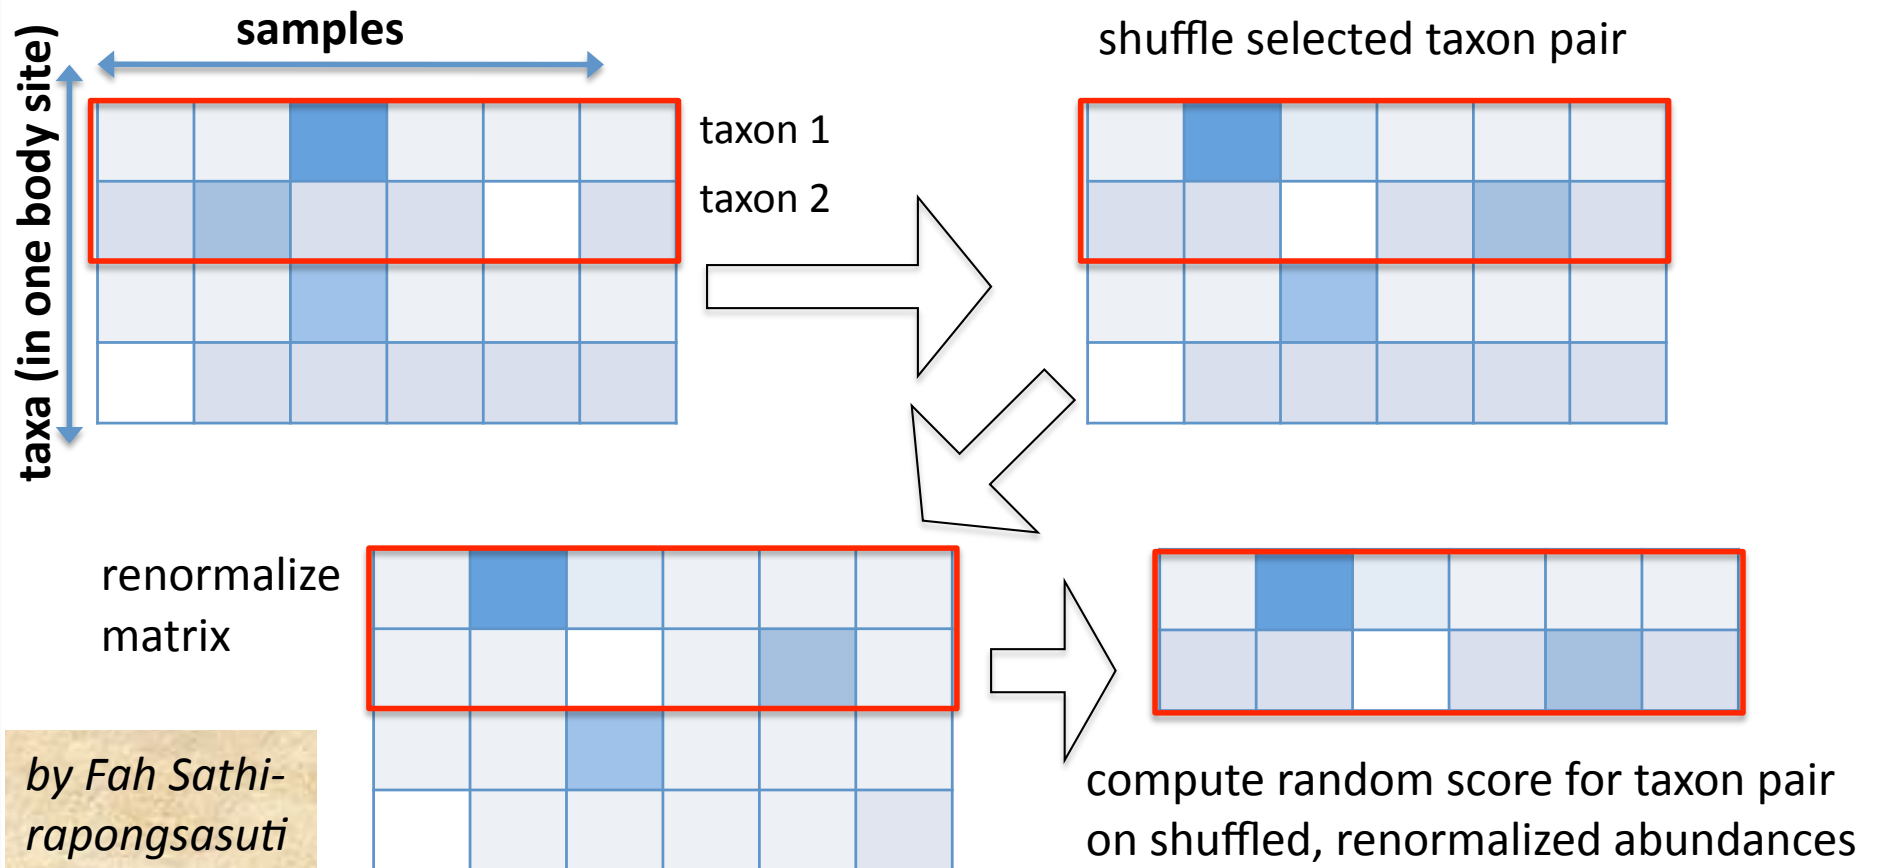 samples
taxa (in one body site)
taxon 1
taxon 2
shuffle selected taxon pair
renormalize
matrix
by Fah Sathi-
rapongsasuti
compute random score for taxon pair
on shuffled, renormalized abundances